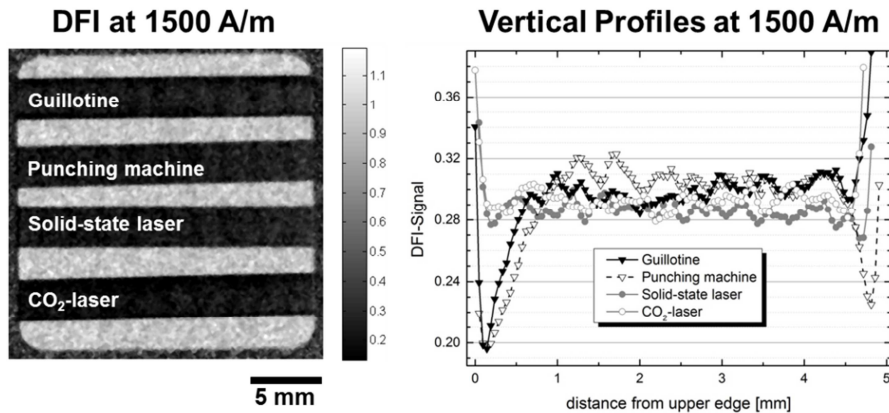 DFI at 1500 A/m
Guillotine
Punching machine
Solid-state laser
CO₂-laser
1.1
1
0.9
0.8
0.7
0.6
0.5
0.4
0.3
0.2
5 mm
Vertical Profiles at 1500 A/m
DFI-Signal
0.36
0.32
0.28
0.24
0.20
Guillotine
Punching machine
Solid-state laser
CO₂-laser
0 1 2 3 4 5
distance from upper edge [mm]